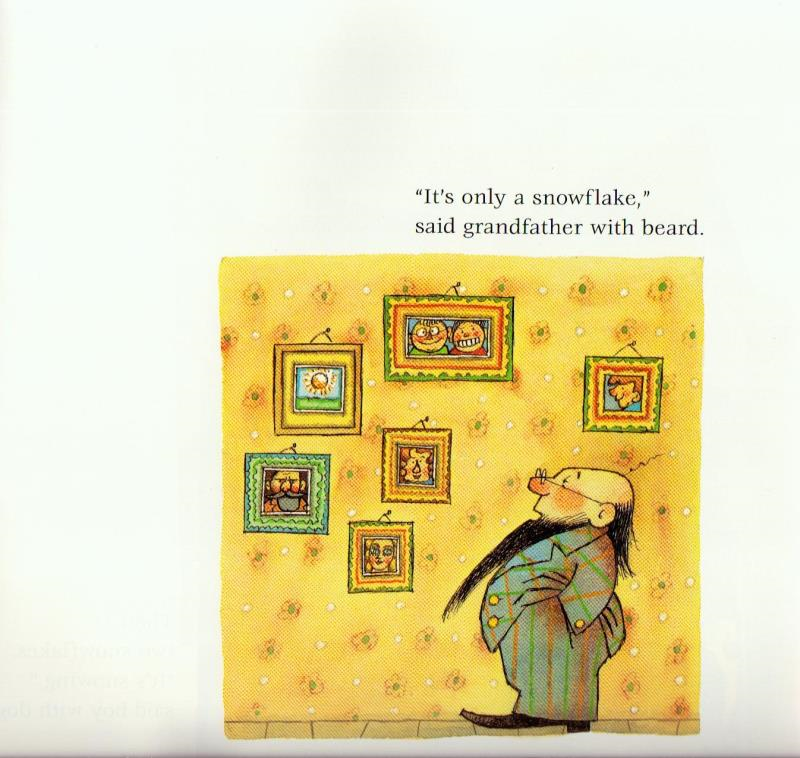 “It's only a snowflake,”
said grandfather with beard.